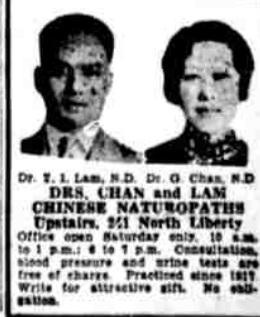 Dr. T. T. Lam, N.D. Dr. G. Chan, N.D
DRS. CHAN and LAM
CHINESE NATUROPATHS
Upstairs, 241 North Liberty
Office open Saturday only, 10 a.m.
to 1 p.m.; 6 to 7 p.m. Consultation,
blood pressure and urine tests are
free of charge. Practiced since 1917
Write for attractive gift. No obli-
gation.